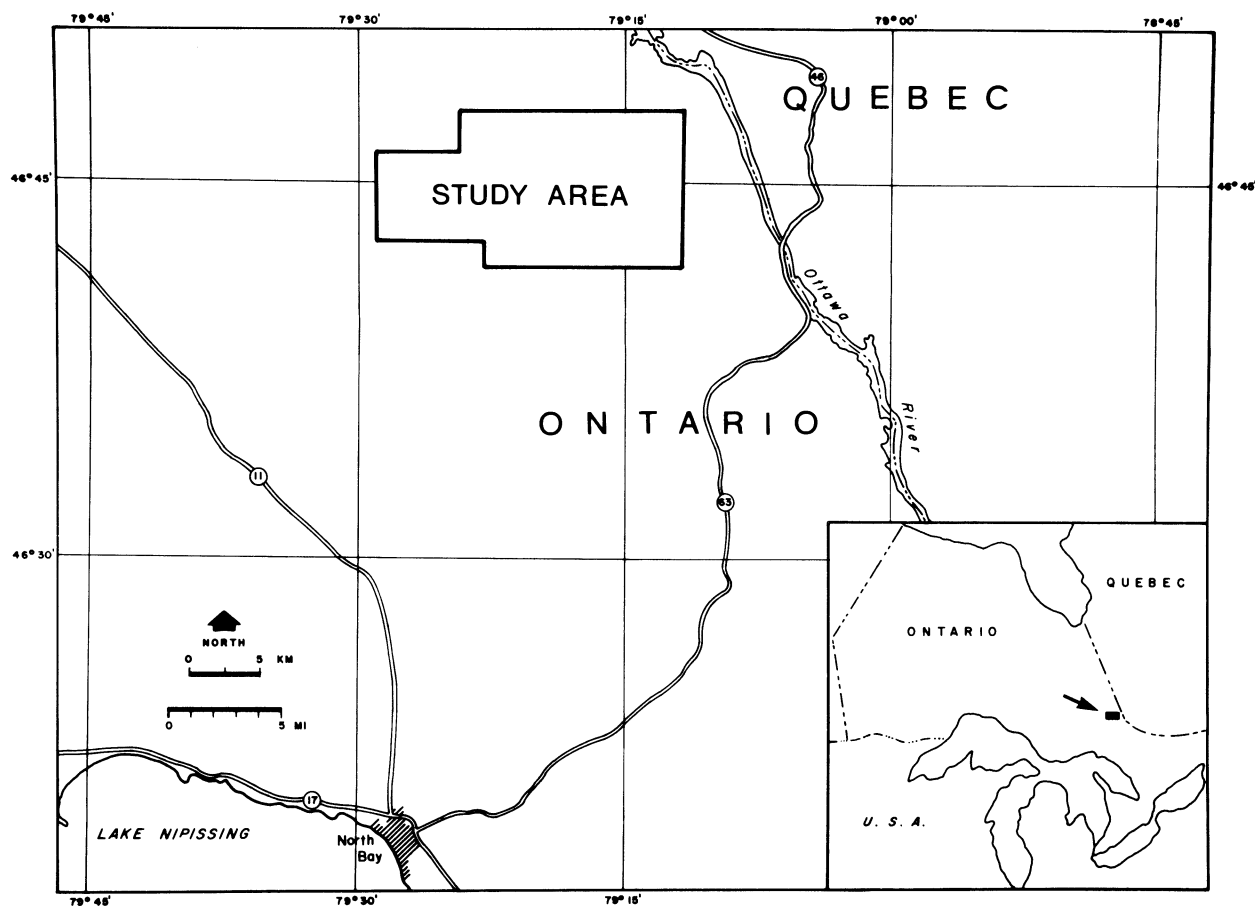 79° 45' 79° 30' 79° 15' 79° 00' 78° 45'
46
QUEBEC
46° 45' 46° 45'
STUDY AREA
Ottawa
River
ONTARIO
11
63
46° 30'
NORTH
0 5 KM
0 5 MI
17
LAKE NIPISSING
North
Bay
QUEBEC
ONTARIO
U. S. A.
79° 45' 79° 30' 79° 15'